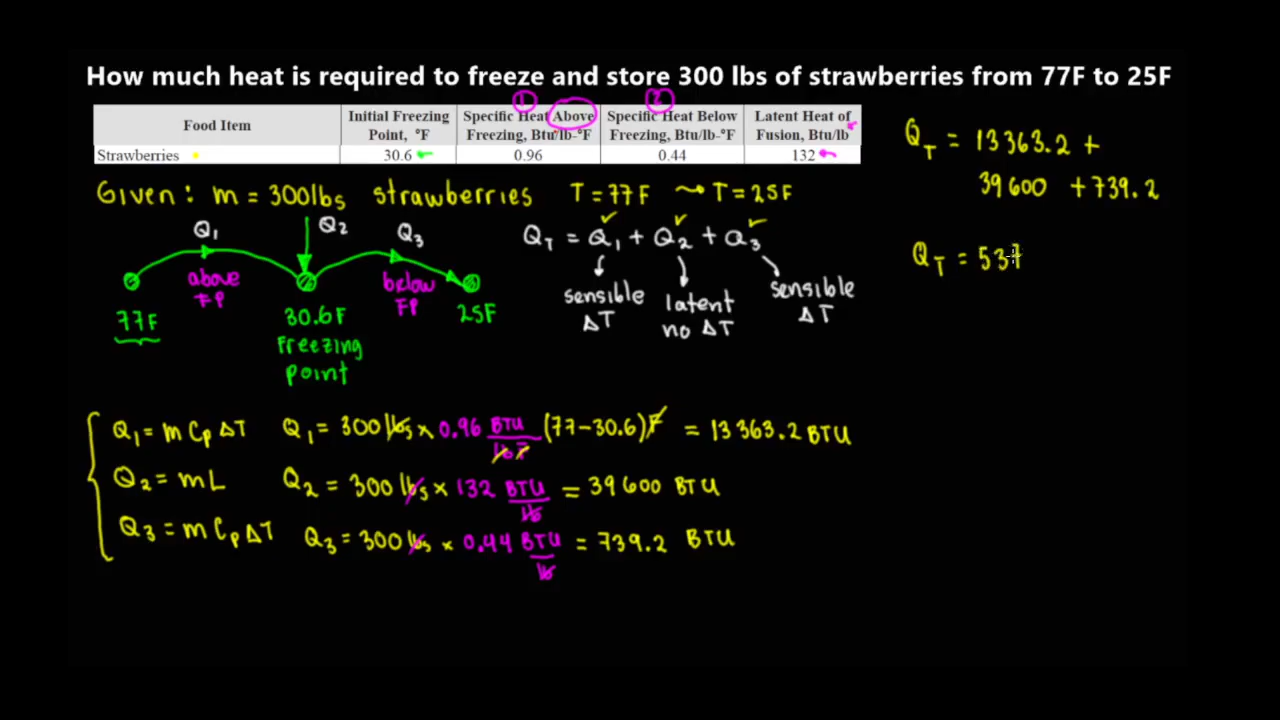 How much heat is required to freeze and store 300 lbs of strawberries from 77F to 25F
① ②
Food Item Initial Freezing Point, °F Specific Heat Above Freezing, Btu/lb-°F Specific Heat Below Freezing, Btu/lb-°F Latent Heat of Fusion, Btu/lb
Strawberries 30.6 0.96 0.44 132
Given: m = 300lbs strawberries T = 77F → T = 25F
Q1 Q2 Q3
above FP
below FP
77F
30.6F
Freezing
point
25F
QT = Q1 + Q2 + Q3
sensible ΔT
latent no ΔT
sensible ΔT
Q1 = m Cp ΔT Q1 = 300 lbs × 0.96 BTU/lb F (77-30.6) F = 13363.2 BTU
Q2 = m L Q2 = 300 lbs × 132 BTU/lb = 39600 BTU
Q3 = m Cp ΔT Q3 = 300 lbs × 0.44 BTU/lb = 739.2 BTU
QT = 13363.2 +
39600 + 739.2
QT = 537